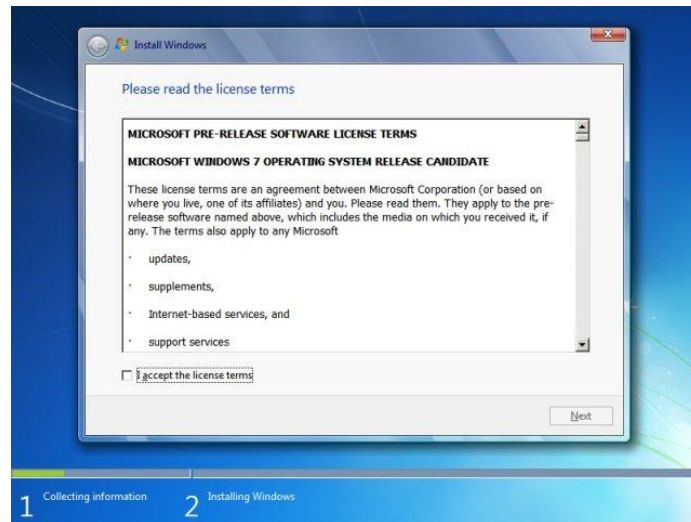 Install Windows
Please read the license terms
MICROSOFT PRE-RELEASE SOFTWARE LICENSE TERMS
MICROSOFT WINDOWS 7 OPERATING SYSTEM RELEASE CANDIDATE
These license terms are an agreement between Microsoft Corporation (or based on
where you live, one of its affiliates) and you. Please read them. They apply to the pre-
release software named above, which includes the media on which you received it, if
any. The terms also apply to any Microsoft
· updates,
· supplements,
· Internet-based services, and
· support services
I accept the license terms
Next
1 Collecting information
2 Installing Windows